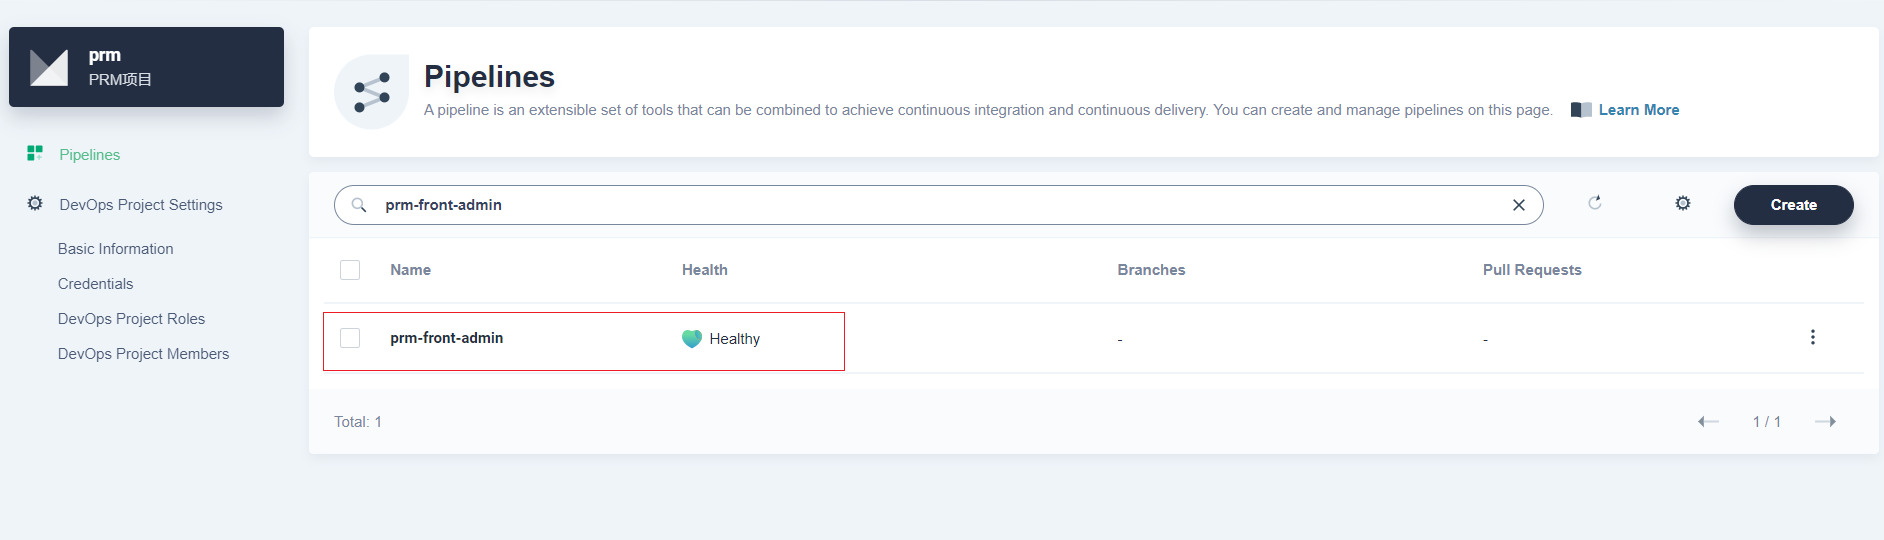 prm
PRM项目
Pipelines
DevOps Project Settings
Basic Information
Credentials
DevOps Project Roles
DevOps Project Members
Pipelines
A pipeline is an extensible set of tools that can be combined to achieve continuous integration and continuous delivery. You can create and manage pipelines on this page. Learn More
prm-front-admin
Create
Name Health Branches Pull Requests
prm-front-admin Healthy - -
Total: 1 1 / 1